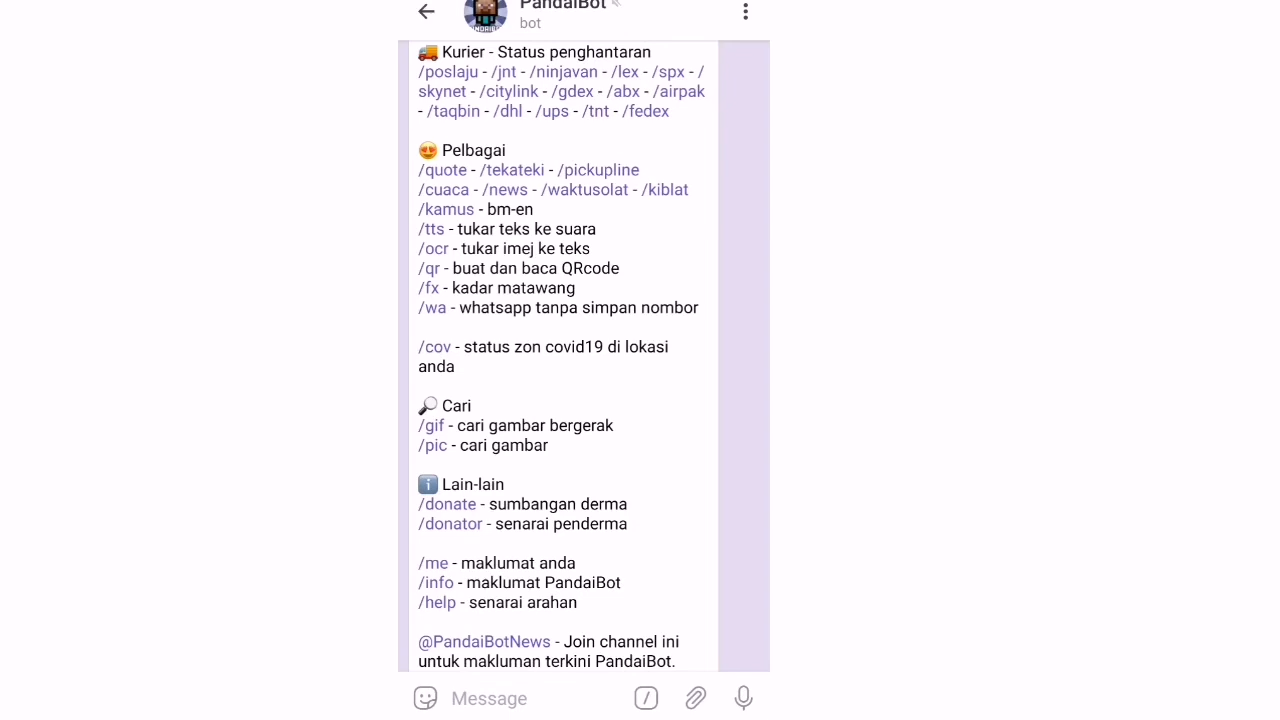 PandaiBot
bot
Kurier - Status penghantaran
/poslaju - /jnt - /ninjavan - /lex - /spx - /
skynet - /citylink - /gdex - /abx - /airpak
- /taqbin - /dhl - /ups - /tnt - /fedex
Pelbagai
/quote - /tekateki - /pickupline
/cuaca - /news - /waktusolat - /kiblat
/kamus - bm-en
/tts - tukar teks ke suara
/ocr - tukar imej ke teks
/qr - buat dan baca QRcode
/fx - kadar matawang
/wa - whatsapp tanpa simpan nombor
/cov - status zon covid19 di lokasi
anda
Cari
/gif - cari gambar bergerak
/pic - cari gambar
Lain-lain
/donate - sumbangan derma
/donator - senarai penderma
/me - maklumat anda
/info - maklumat PandaiBot
/help - senarai arahan
@PandaiBotNews - Join channel ini
untuk makluman terkini PandaiBot.
Message